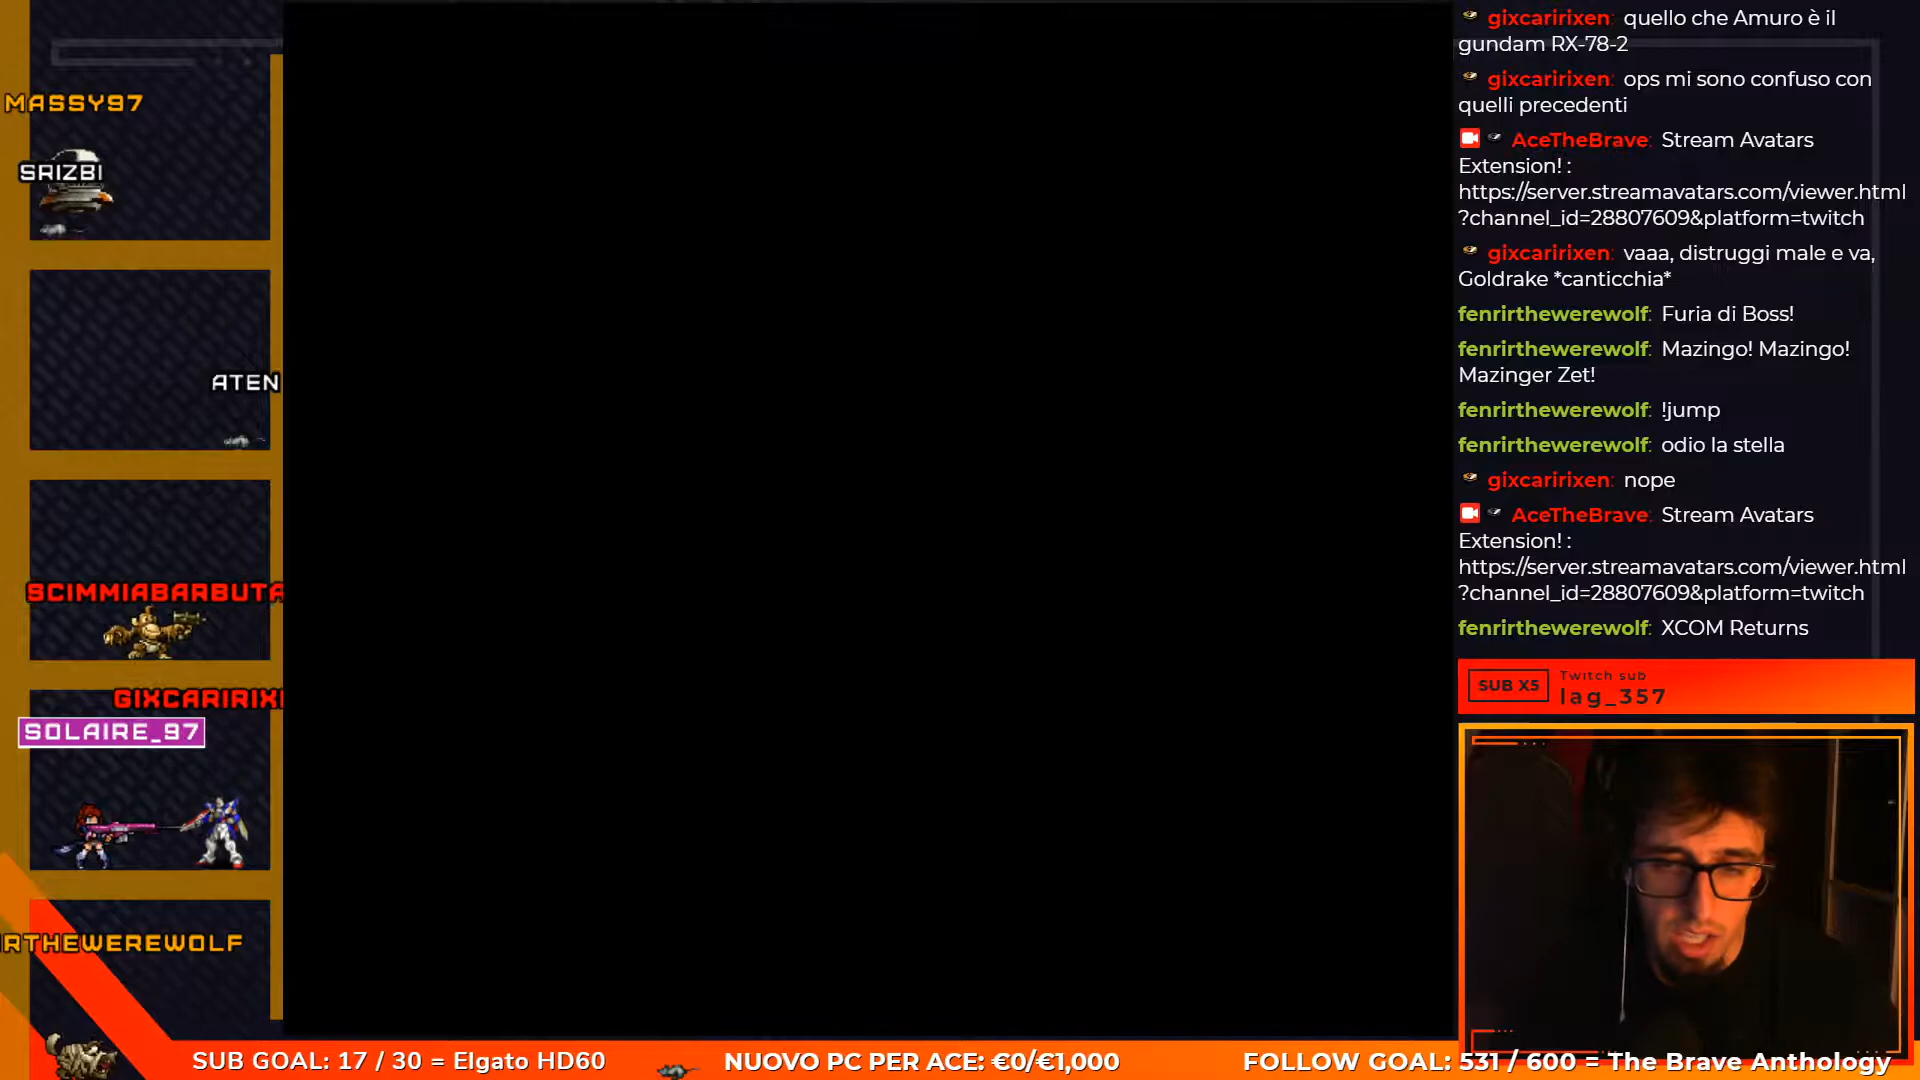 MASSY97
SRIZBI
ATEN
SCIMMIABARBUTA
GIXCARIRIXI
SOLAIRE_97
RTHEWEREWOLF
gixcaririxen: quello che Amuro è il
gundam RX-78-2
gixcaririxen: ops mi sono confuso con
quelli precedenti
AceTheBrave: Stream Avatars
Extension! :
https://server.streamavatars.com/viewer.html
?channel_id=28807609&platform=twitch
gixcaririxen: vaaa, distruggi male e va,
Goldrake *canticchia*
fenrirthewerewolf: Furia di Boss!
fenrirthewerewolf: Mazingo! Mazingo!
Mazinger Zet!
fenrirthewerewolf: !jump
fenrirthewerewolf: odio la stella
gixcaririxen: nope
AceTheBrave: Stream Avatars
Extension! :
https://server.streamavatars.com/viewer.html
?channel_id=28807609&platform=twitch
fenrirthewerewolf: XCOM Returns
SUB X5
Twitch sub
lag_357
SUB GOAL: 17 / 30 = Elgato HD60
NUOVO PC PER ACE: €0/€1,000
FOLLOW GOAL: 531 / 600 = The Brave Anthology